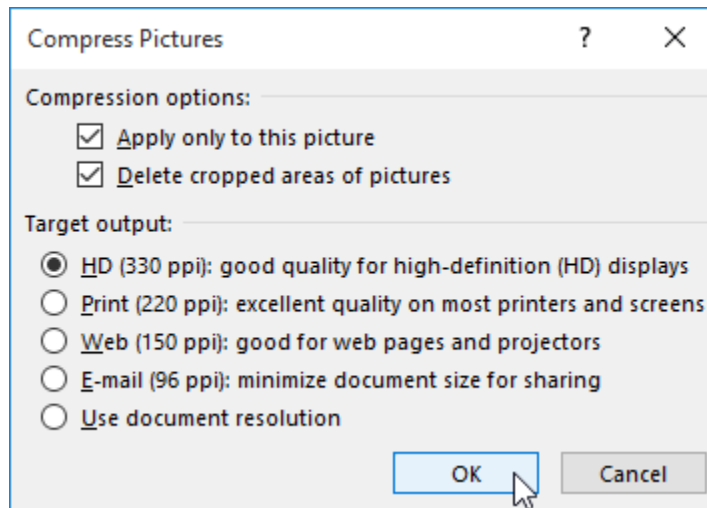 Compress Pictures ?
Compression options:
Apply only to this picture
Delete cropped areas of pictures
Target output:
HD (330 ppi): good quality for high-definition (HD) displays
Print (220 ppi): excellent quality on most printers and screens
Web (150 ppi): good for web pages and projectors
E-mail (96 ppi): minimize document size for sharing
Use document resolution
OK Cancel